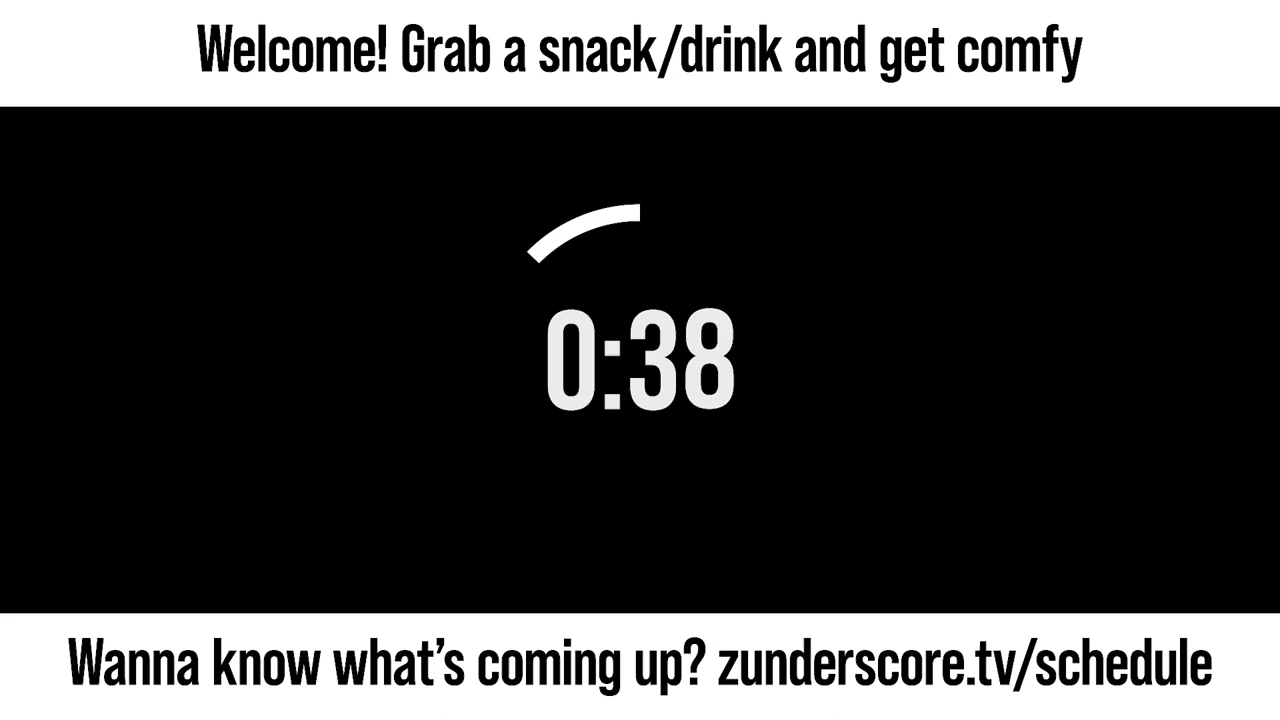 Welcome! Grab a snack/drink and get comfy
0:38
Wanna know what's coming up? zunderscore.tv/schedule